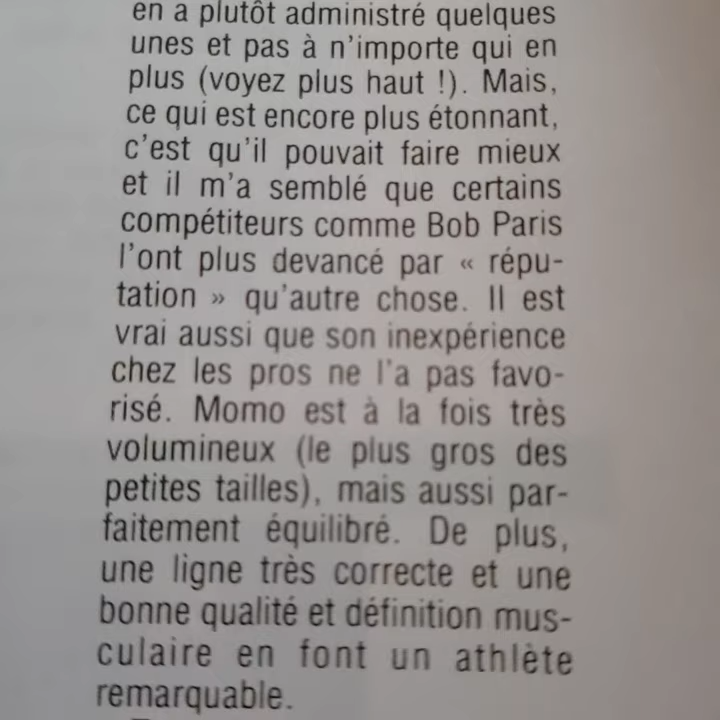 en a plutôt administré quelques
unes et pas à n'importe qui en
plus (voyez plus haut !). Mais,
ce qui est encore plus étonnant,
c'est qu'il pouvait faire mieux
et il m'a semblé que certains
compétiteurs comme Bob Paris
l'ont plus devancé par « répu-
tation » qu'autre chose. Il est
vrai aussi que son inexpérience
chez les pros ne l'a pas favo-
risé. Momo est à la fois très
volumineux (le plus gros des
petites tailles), mais aussi par-
faitement équilibré. De plus,
une ligne très correcte et une
bonne qualité et définition mus-
culaire en font un athlète
remarquable.